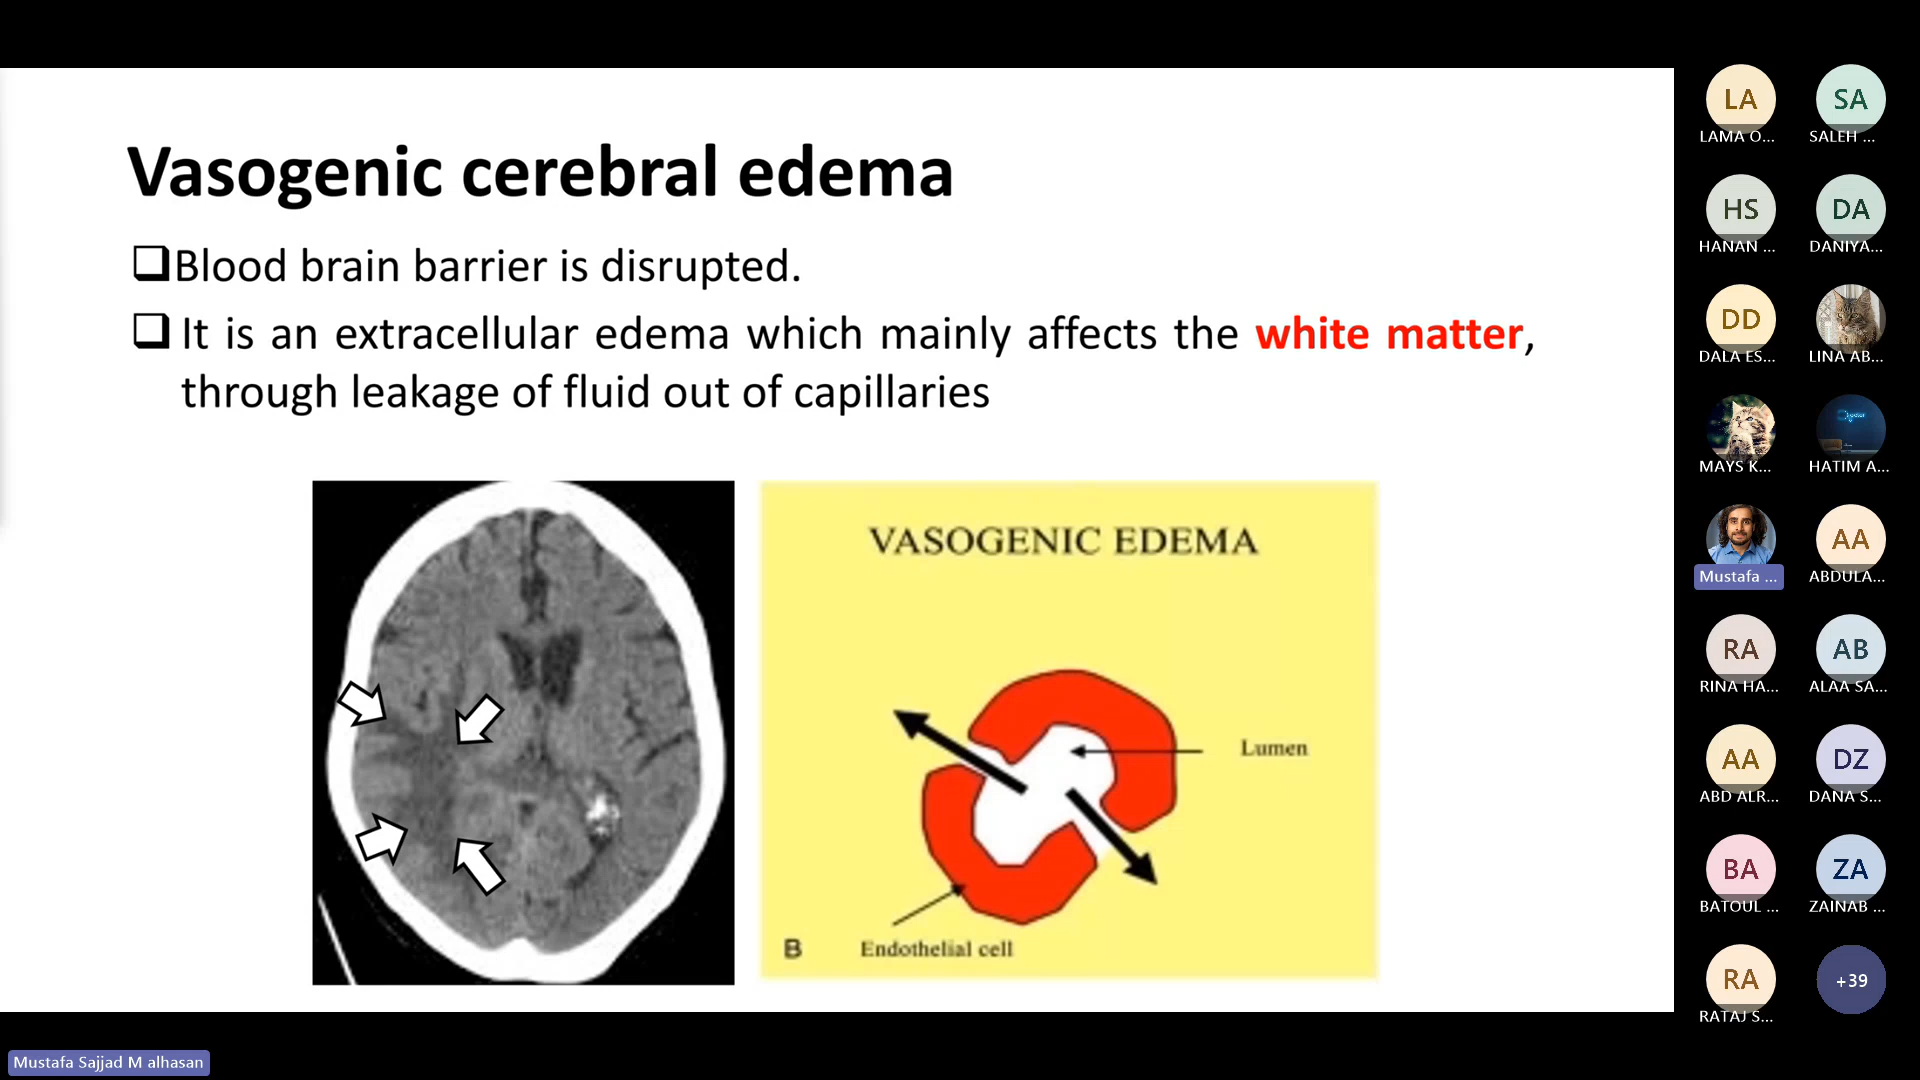 Vasogenic cerebral edema
Blood brain barrier is disrupted.
It is an extracellular edema which mainly affects the white matter,
through leakage of fluid out of capillaries
VASOGENIC EDEMA
Lumen
Endothelial cell
B
LA
LAMA O...
SA
SALEH ...
HS
HANAN ...
DA
DANIYA...
DD
DALA ES...
LINA AB...
MAYS K...
HATIM A...
Mustafa ...
AA
ABDULA...
RA
RINA HA...
AB
ALAA SA...
AA
ABD ALR...
DZ
DANA S...
BA
BATOUL ...
ZA
ZAINAB ...
RA
RATAJ S...
+39
Mustafa Sajjad M alhasan